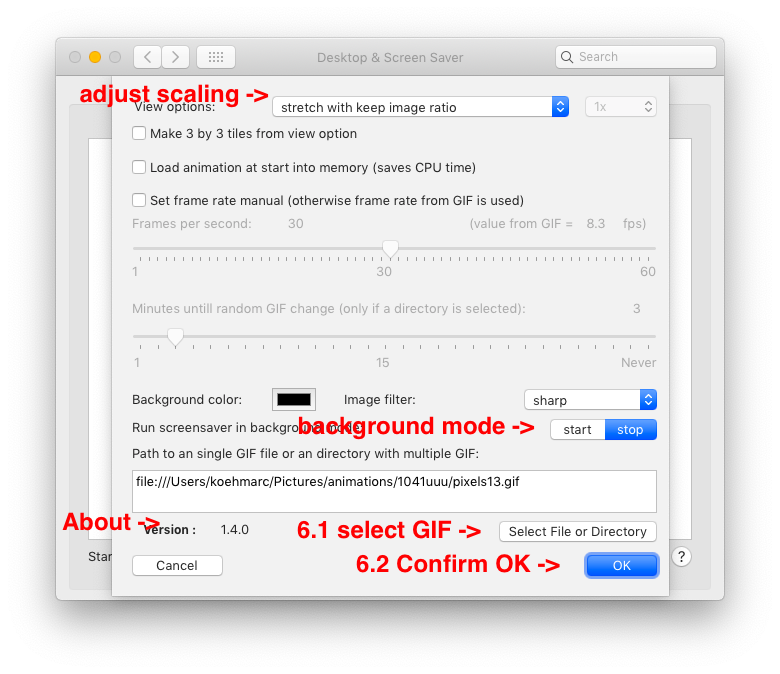 Desktop & Screen Saver
Search
adjust scaling ->
View options:
stretch with keep image ratio
1x
Make 3 by 3 tiles from view option
Load animation at start into memory (saves CPU time)
Set frame rate manual (otherwise frame rate from GIF is used)
Frames per second: 30 (value from GIF = 8.3 fps)
1 30 60
Minutes untill random GIF change (only if a directory is selected): 3
1 15 Never
Background color: Image filter: sharp
Run screensaver in background mode:
background mode ->
start stop
Path to an single GIF file or an directory with multiple GIF:
file:///Users/koehmarc/Pictures/animations/1041uuu/pixels13.gif
About ->
Version : 1.4.0
6.1 select GIF ->
Select File or Directory
Star
Cancel
6.2 Confirm OK ->
OK
?